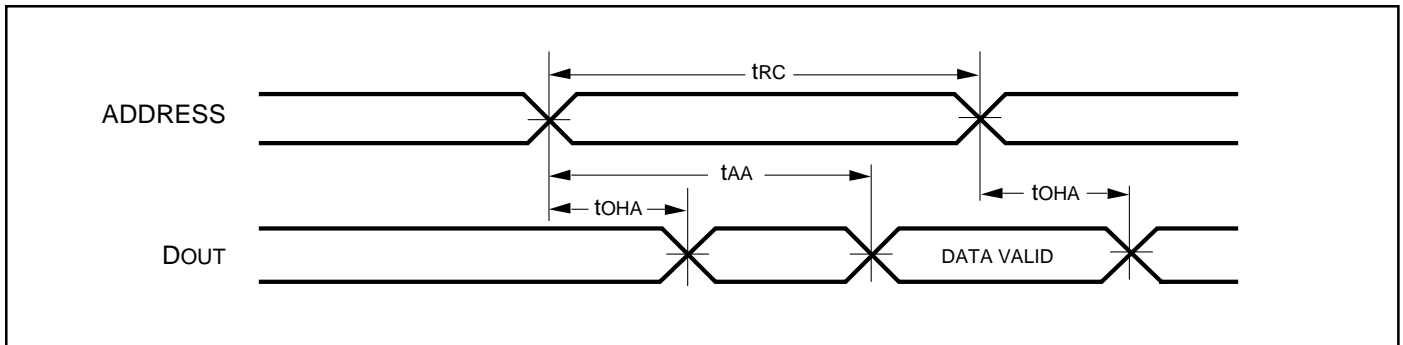 tRC
ADDRESS
tAA
tOHA
tOHA
DOUT
DATA VALID